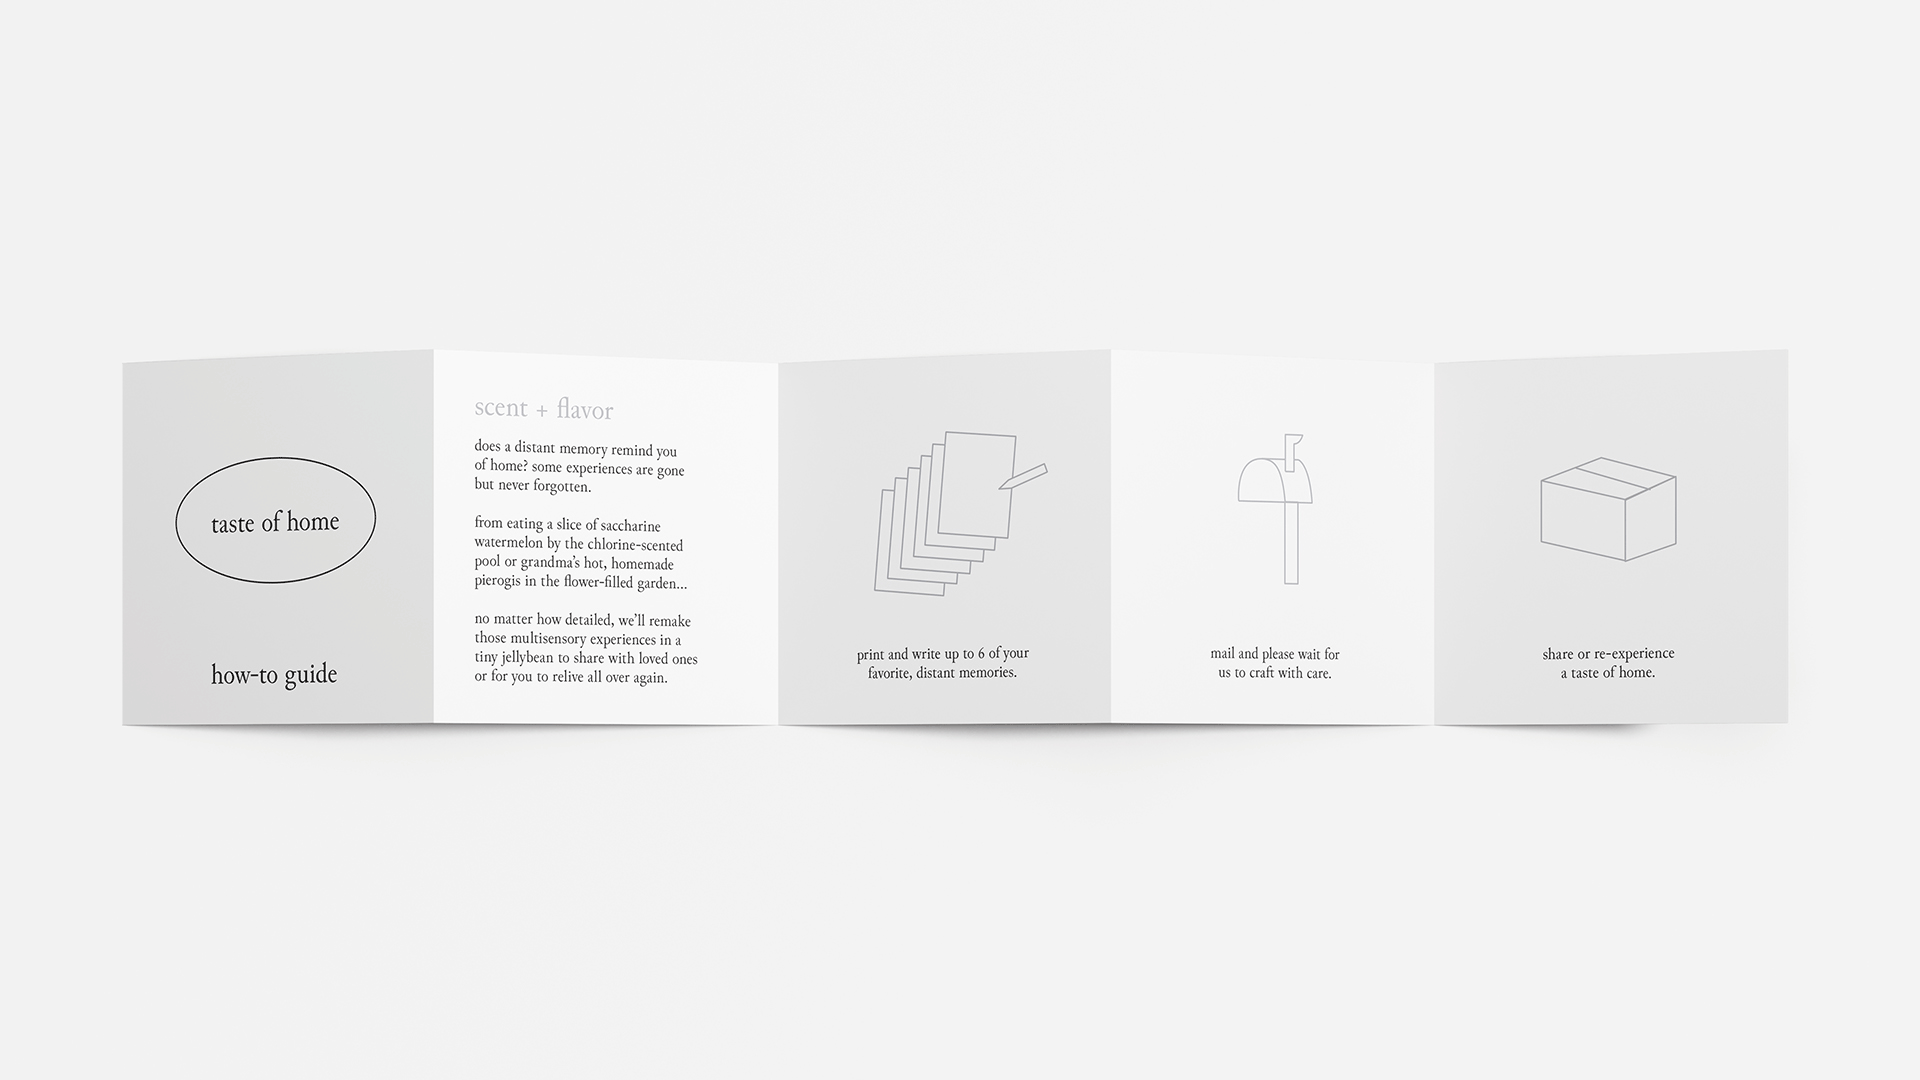 taste of home
how-to guide
scent + flavor
does a distant memory remind you
of home? some experiences are gone
but never forgotten.
from eating a slice of saccharine
watermelon by the chlorine-scented
pool or grandma's hot, homemade
pierogis in the flower-filled garden...
no matter how detailed, we'll remake
those multisensory experiences in a
tiny jellybean to share with loved ones
or for you to relive all over again.
print and write up to 6 of your
favorite, distant memories.
mail and please wait for
us to craft with care.
share or re-experience
a taste of home.